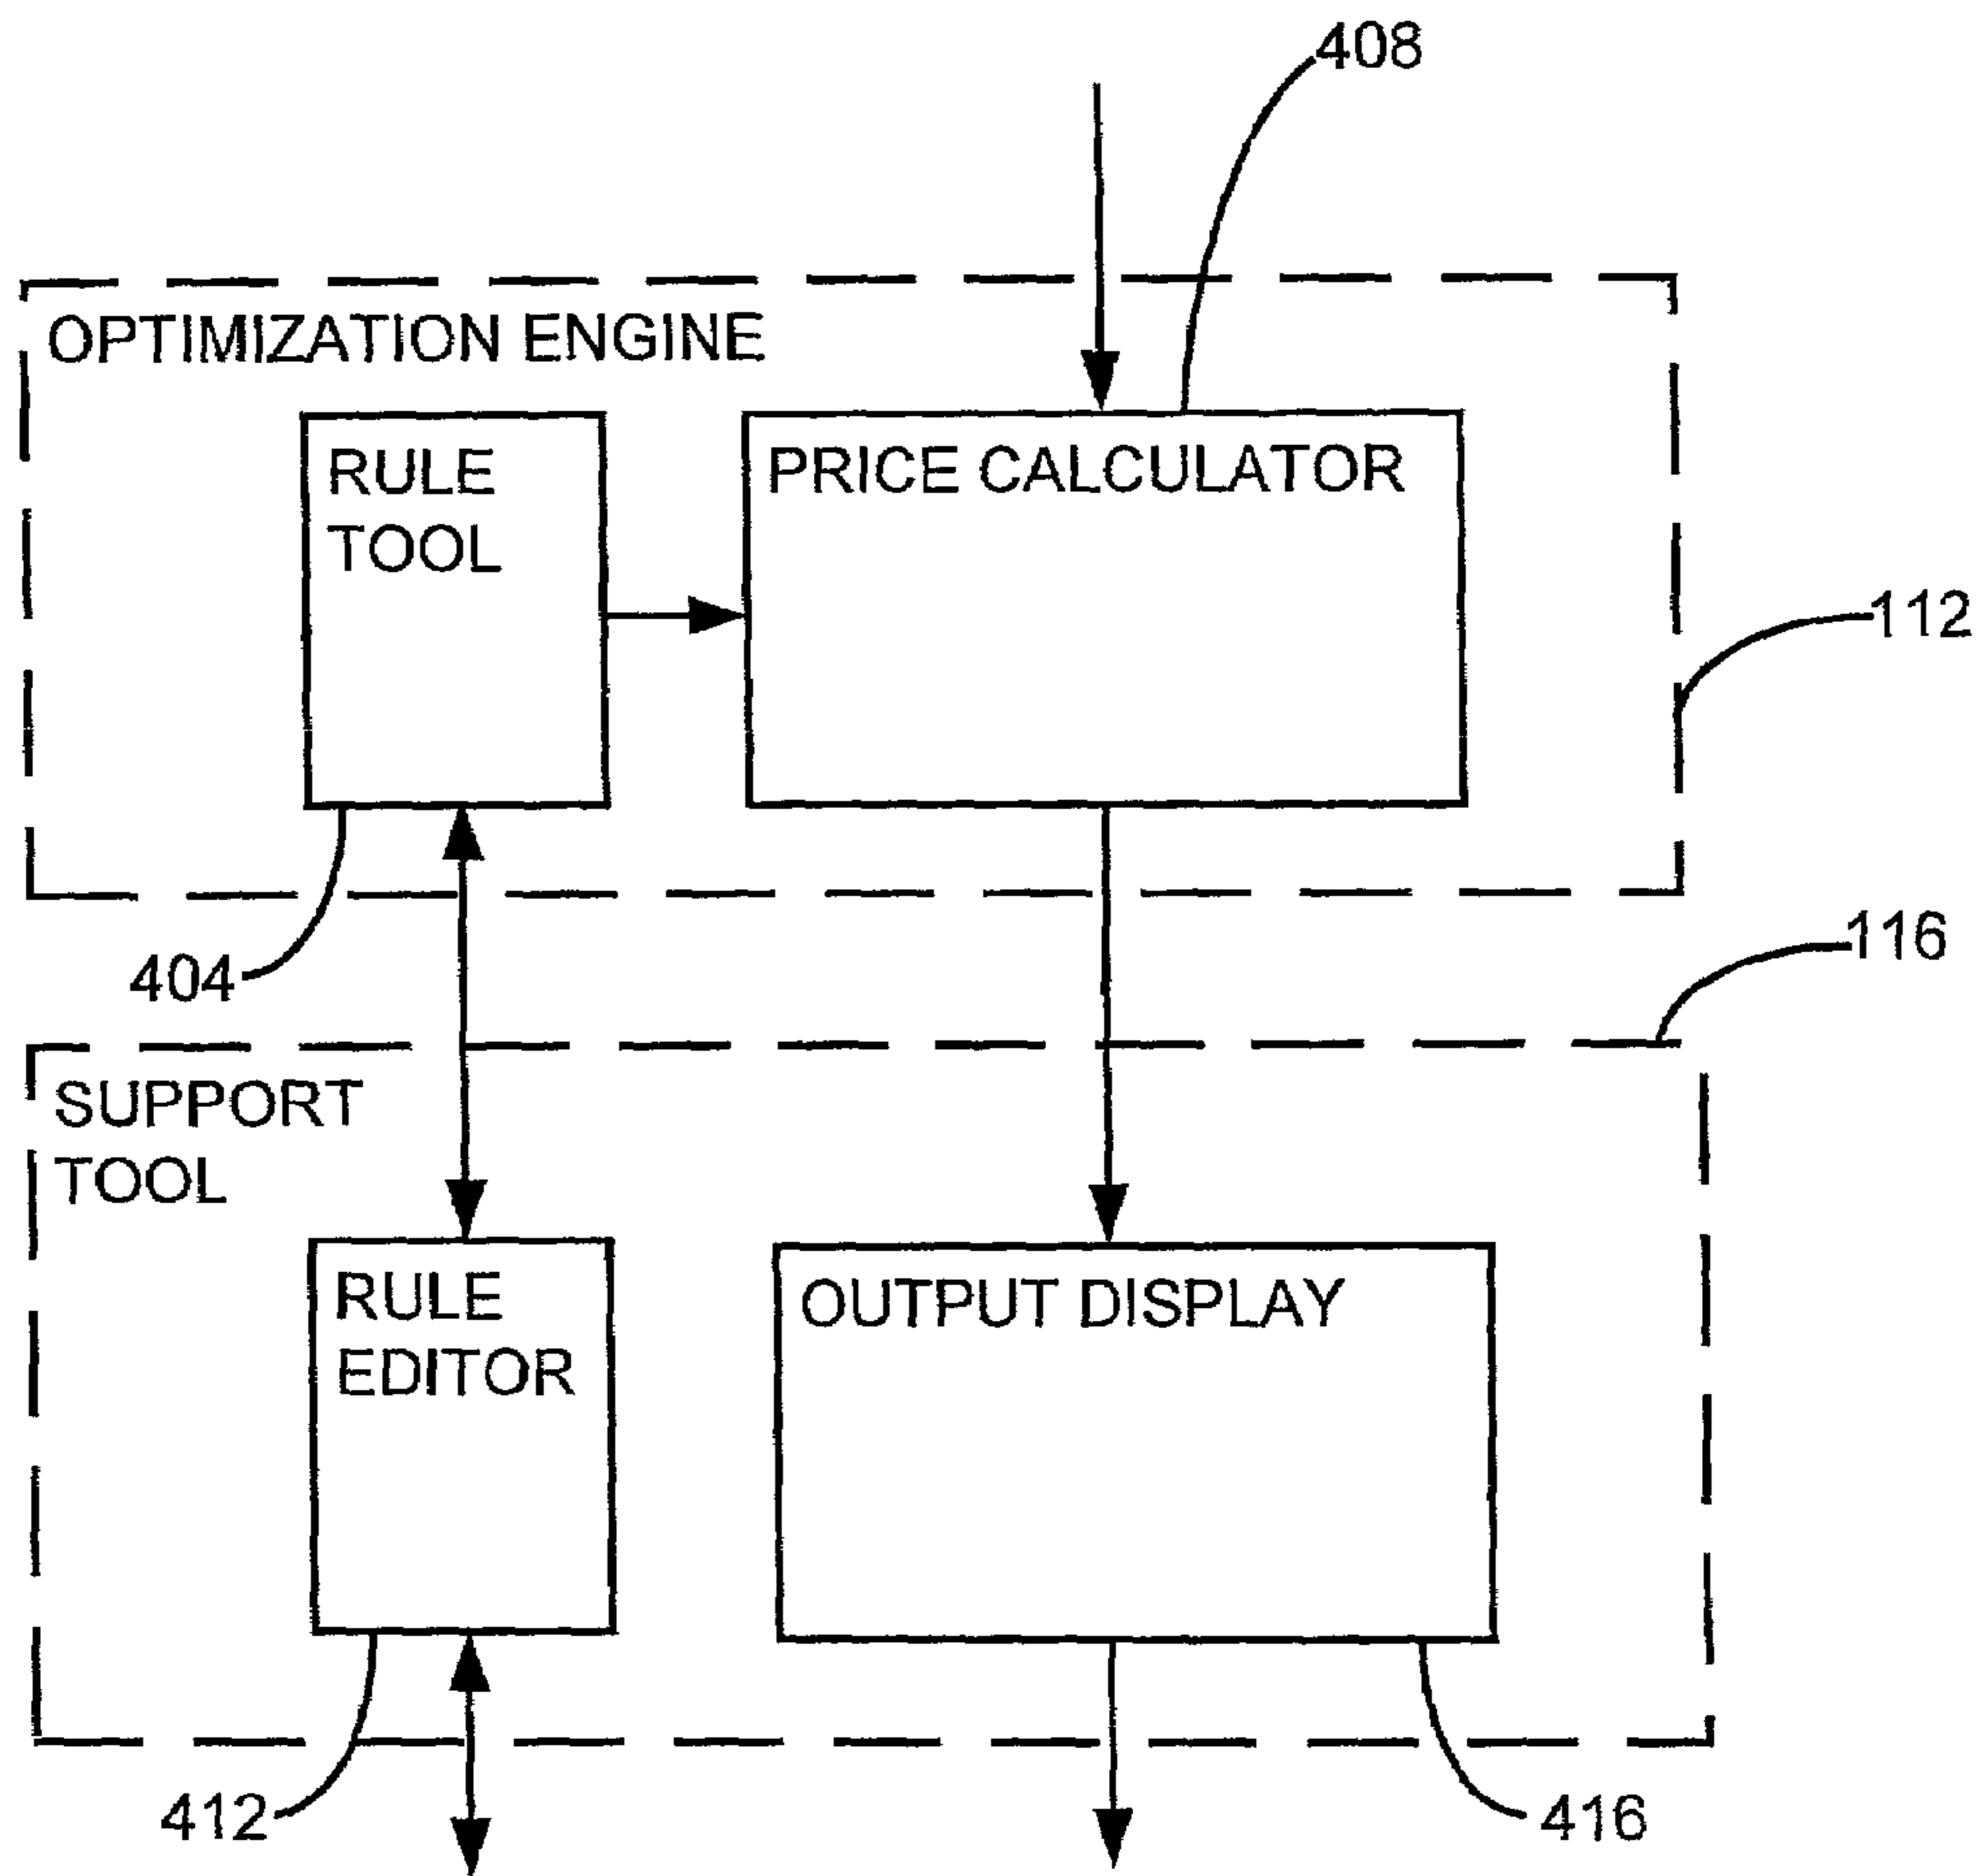 408
OPTIMIZATION ENGINE
RULE
TOOL
PRICE CALCULATOR
112
404
116
SUPPORT
TOOL
RULE
EDITOR
OUTPUT DISPLAY
412
416